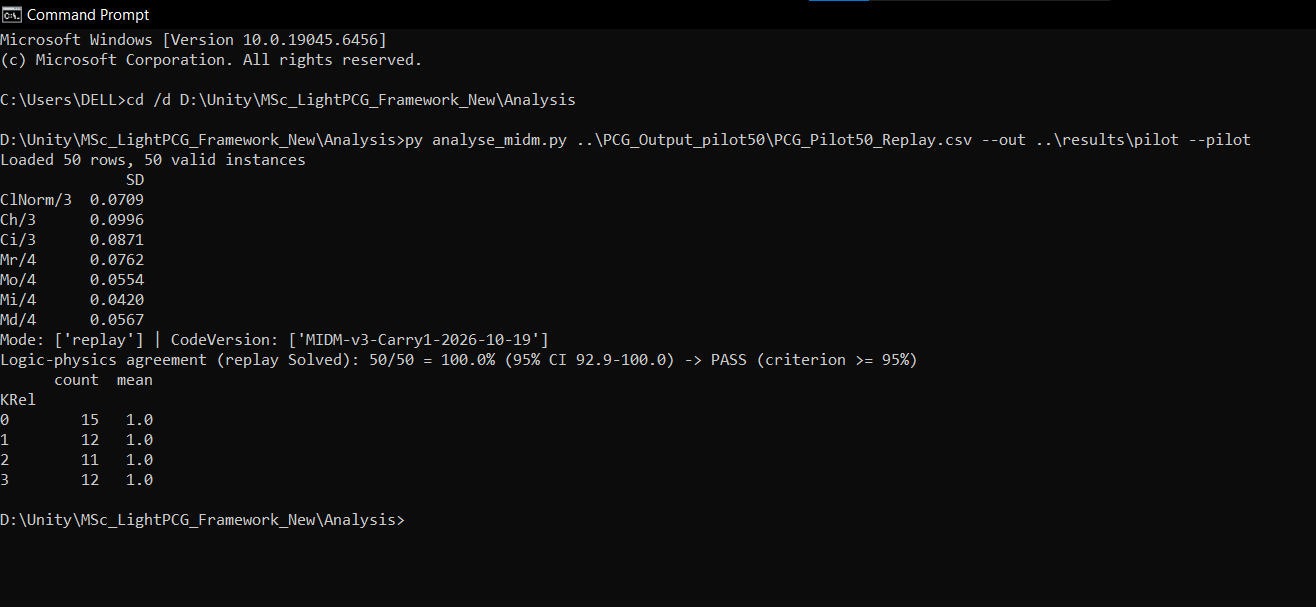 Command Prompt
Microsoft Windows [Version 10.0.19045.6456]
(c) Microsoft Corporation. All rights reserved.
C:\Users\DELL>cd /d D:\Unity\MSc_LightPCG_Framework_New\Analysis
D:\Unity\MSc_LightPCG_Framework_New\Analysis>py analyse_midm.py ..\PCG_Output_pilot50\PCG_Pilot50_Replay.csv --out ..\results\pilot --pilot
Loaded 50 rows, 50 valid instances
SD
ClNorm/3 0.0709
Ch/3 0.0996
Ci/3 0.0871
Mr/4 0.0762
Mo/4 0.0554
Mi/4 0.0420
Md/4 0.0567
Mode: ['replay'] | CodeVersion: ['MIDM-v3-Carry1-2026-10-19']
Logic-physics agreement (replay Solved): 50/50 = 100.0% (95% CI 92.9-100.0) -> PASS (criterion >= 95%)
count mean
KRel
0 15 1.0
1 12 1.0
2 11 1.0
3 12 1.0
D:\Unity\MSc_LightPCG_Framework_New\Analysis>